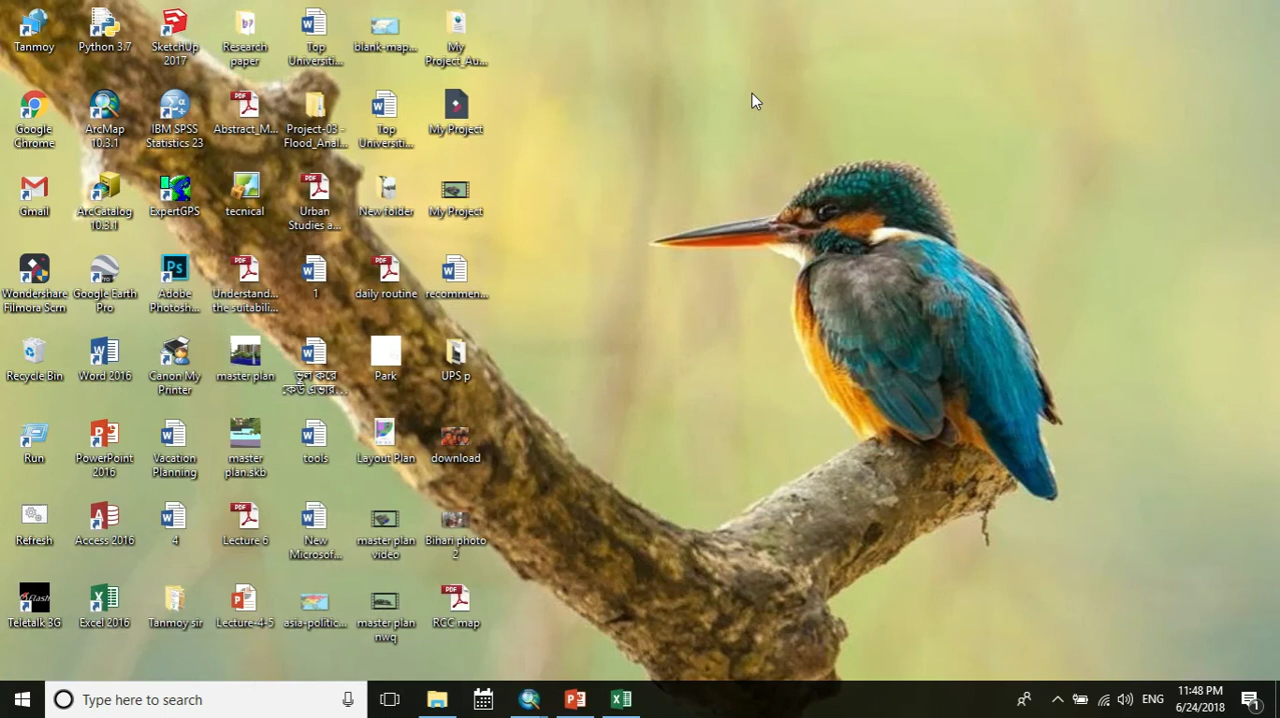 Tanmoy
Python 3.7
SketchUp
2017
Research
paper
Top
Universiti...
blank-map...
My
Project_Au...
Google
Chrome
ArcMap
10.3.1
IBM SPSS
Statistics 23
Abstract_M...
Project-03 -
Flood_Anal...
Top
Universiti...
My Project
Gmail
ArcCatalog
10.3.1
ExpertGPS
tecnical
Urban
Studies a...
New folder
My Project
Wondershare
Filmora Scrn
Google Earth
Pro
Adobe
Photosh...
Understand...
the suitabili...
1
daily routine
recommen...
Recycle Bin
Word 2016
Canon My
Printer
master plan
ভুল করে
কেউ এভার...
Park
UPS p
Run
PowerPoint
2016
Vacation
Planning
master
plan.skb
tools
Layout Plan
download
Refresh
Access 2016
4
Lecture 6
New
Microsof...
master plan
video
Bihari photo
2
Teletalk 3G
Excel 2016
Tanmoy sir
Lecture-4-5
asia-politic...
master plan
nwq
RCC map
Type here to search
ENG
11:48 PM
6/24/2018
1